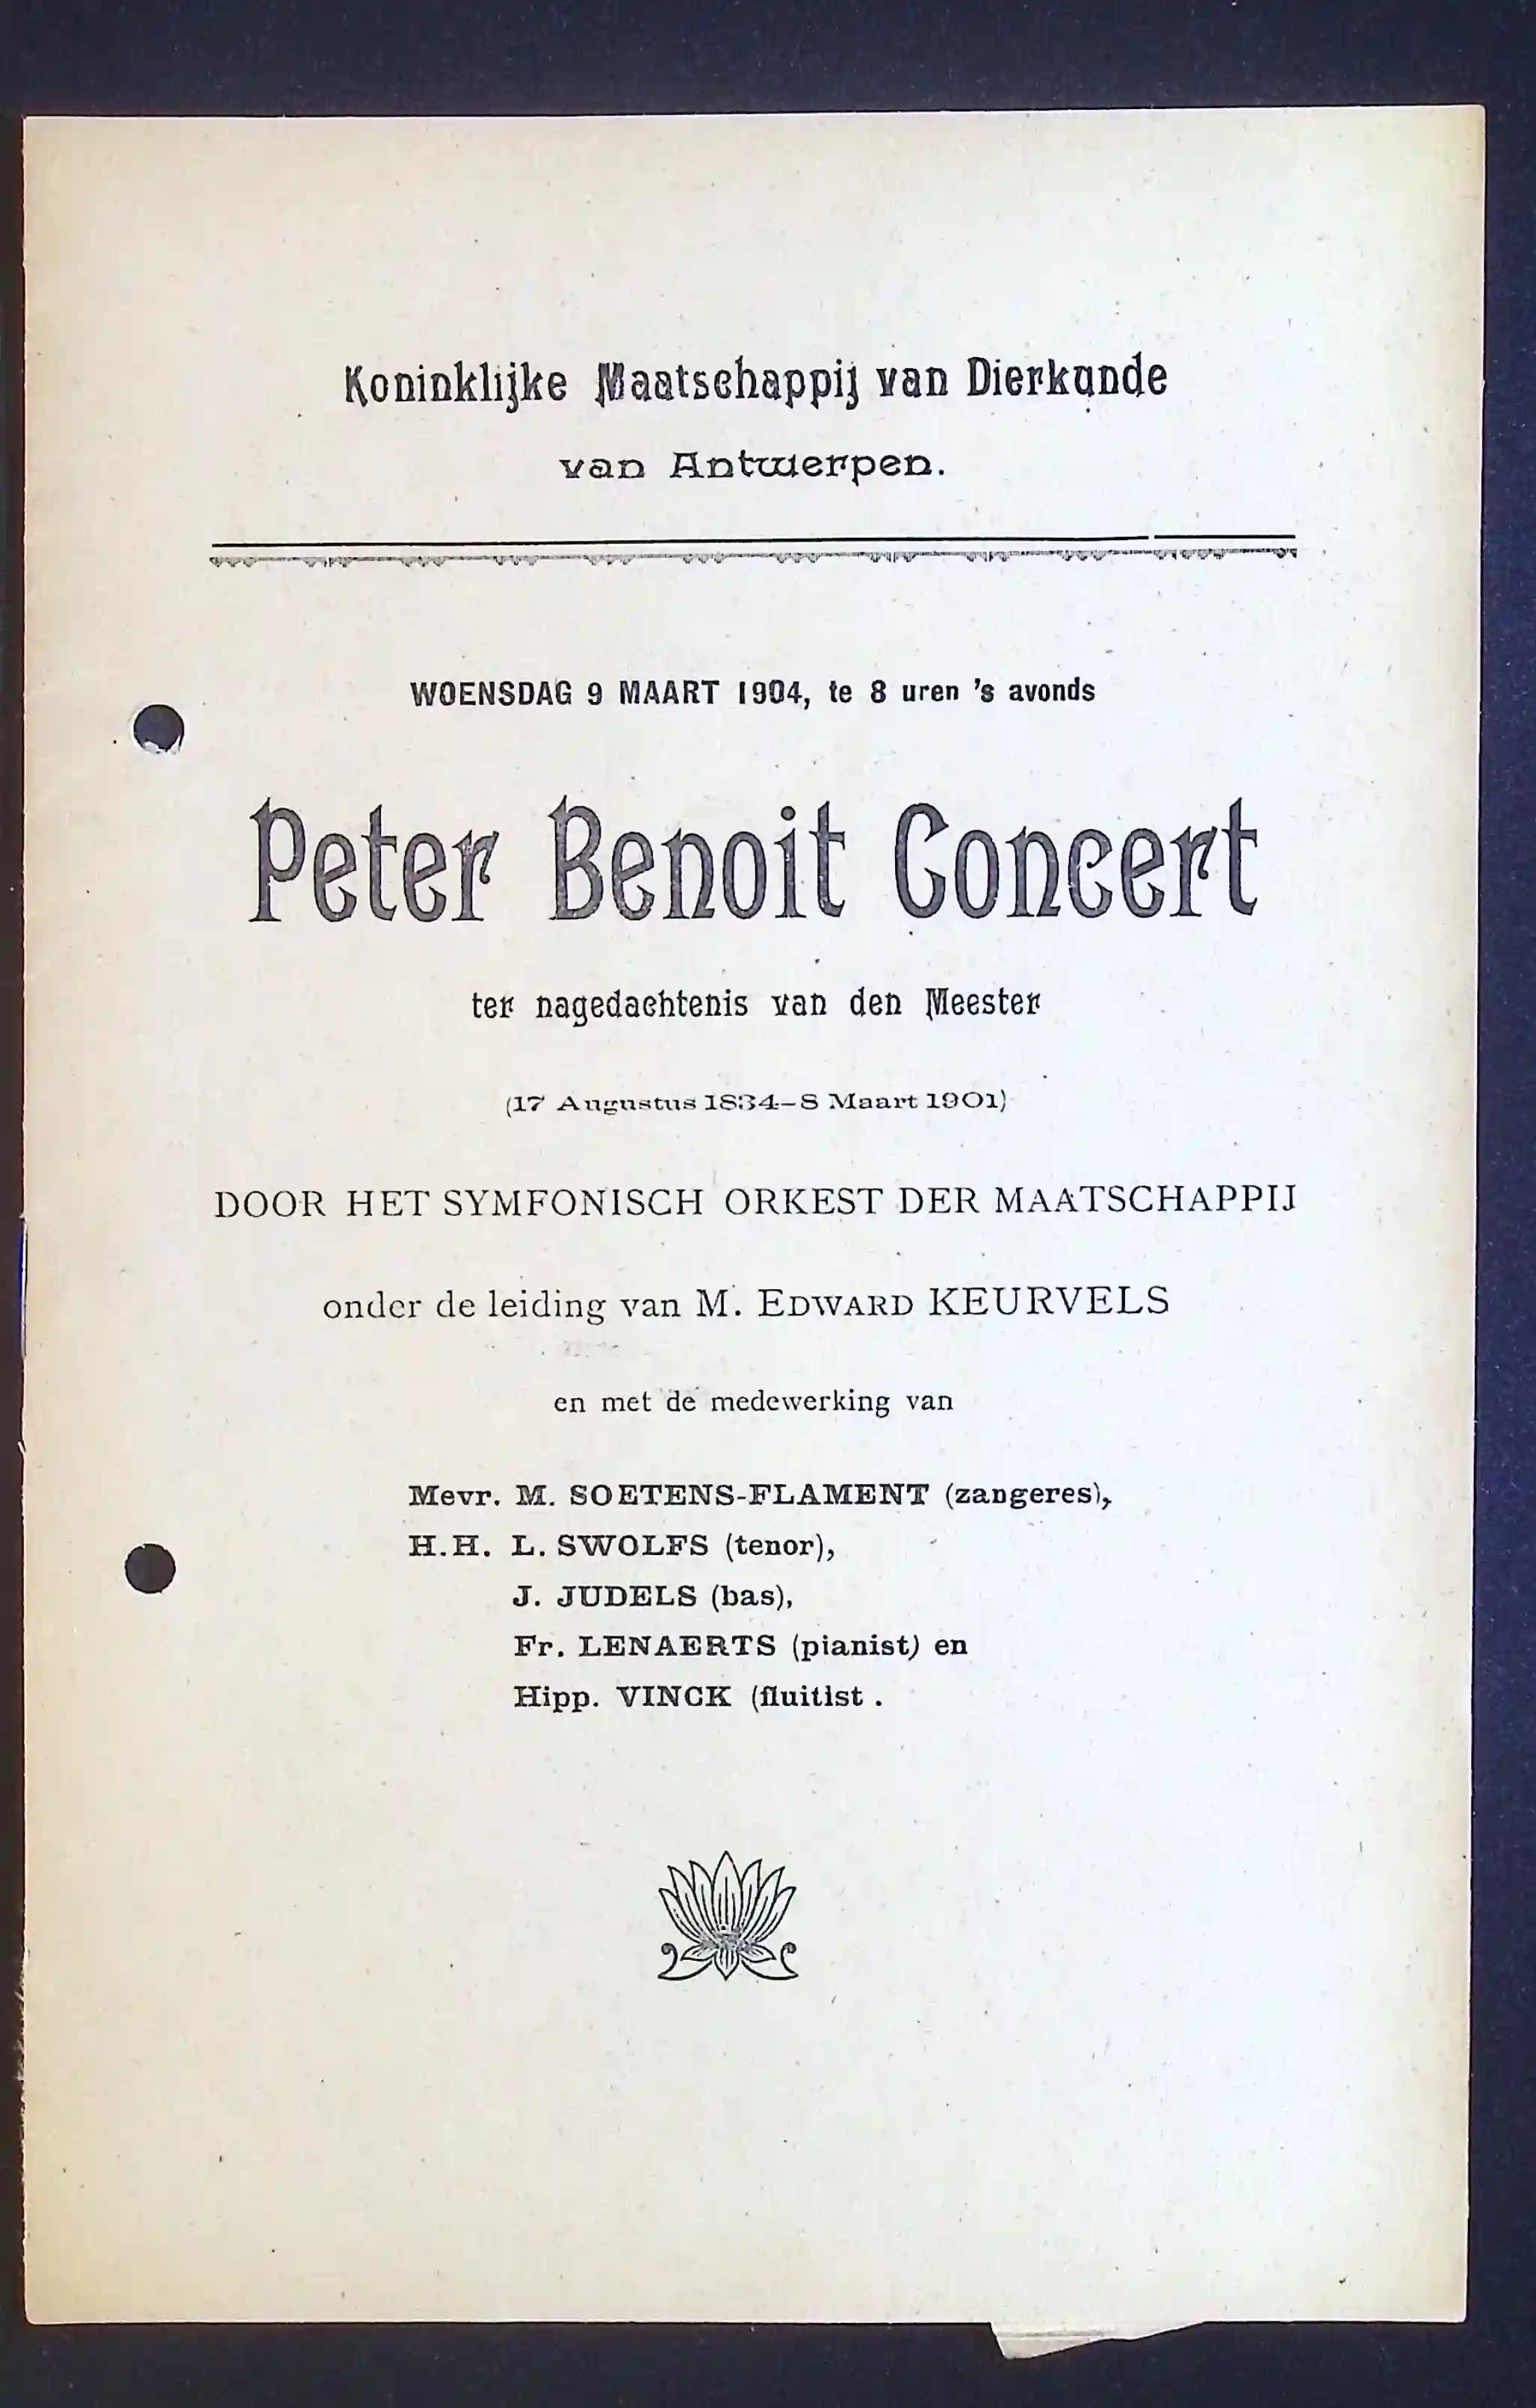 Koninklijke Maatschappij van Dierkunde
van Antwerpen.
WOENSDAG 9 MAART 1904, te 8 uren 's avonds
Peter Benoit Concert
ter nagedachtenis van den Meester
(17 Augustus 1834–8 Maart 1901)
DOOR HET SYMFONISCH ORKEST DER MAATSCHAPPIJ
onder de leiding van M. EDWARD KEURVELS
en met de medewerking van
Mevr. M. SOETENS-FLAMENT (zangeres),
H.H. L. SWOLFS (tenor),
J. JUDELS (bas),
Fr. LENAERTS (pianist) en
Hipp. VINCK (fluitist .